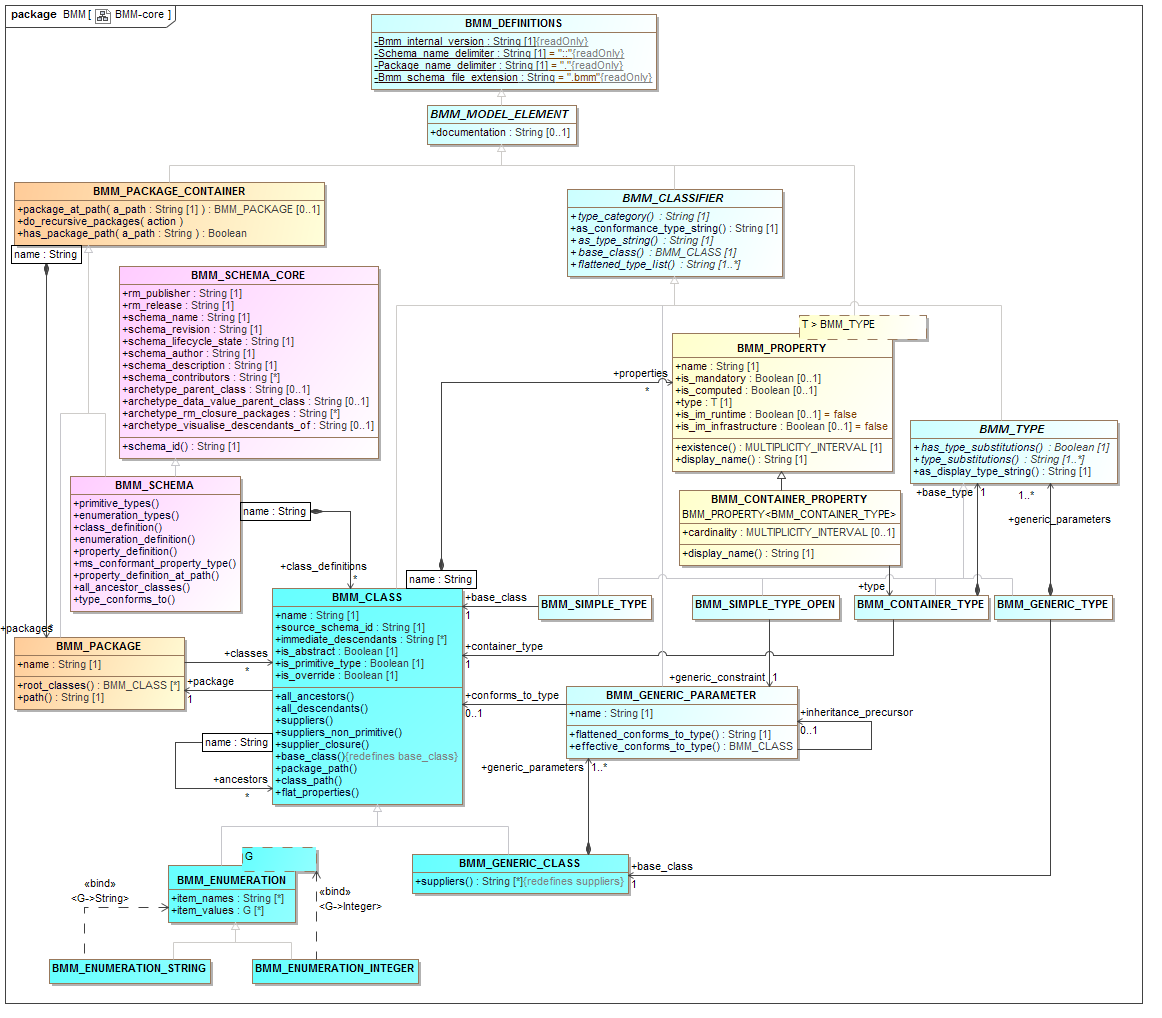 package BMM [ BMM-core ]
BMM_DEFINITIONS
-Bmm_internal_version : String [1]{readOnly}
-Schema_name_delimiter : String [1] = "::"{readOnly}
-Package_name_delimiter : String [1] = "."{readOnly}
-Bmm_schema_file_extension : String = ".bmm"{readOnly}
BMM_MODEL_ELEMENT
+documentation : String [0..1]
BMM_PACKAGE_CONTAINER
+package_at_path( a_path : String [1] ) : BMM_PACKAGE [0..1]
+do_recursive_packages( action )
+has_package_path( a_path : String ) : Boolean
name : String
BMM_CLASSIFIER
+type_category() : String [1]
+as_conformance_type_string() : String [1]
+as_type_string() : String [1]
+base_class() : BMM_CLASS [1]
+flattened_type_list() : String [1..*]
BMM_SCHEMA_CORE
+rm_publisher : String [1]
+rm_release : String [1]
+schema_name : String [1]
+schema_revision : String [1]
+schema_lifecycle_state : String [1]
+schema_author : String [1]
+schema_description : String [1]
+schema_contributors : String [*]
+archetype_parent_class : String [0..1]
+archetype_data_value_parent_class : String [0..1]
+archetype_rm_closure_packages : String [*]
+archetype_visualise_descendants_of : String [0..1]
+schema_id() : String [1]
T > BMM_TYPE
BMM_PROPERTY
+name : String [1]
+is_mandatory : Boolean [0..1]
+is_computed : Boolean [0..1]
+type : T [1]
+is_im_runtime : Boolean [0..1] = false
+is_im_infrastructure : Boolean [0..1] = false
+existence() : MULTIPLICITY_INTERVAL [1]
+display_name() : String [1]
+properties
*
BMM_TYPE
+has_type_substitutions() : Boolean [1]
+type_substitutions() : String [1..*]
+as_display_type_string() : String [1]
+base_type 1
1..*
+generic_parameters
BMM_SCHEMA
+primitive_types()
+enumeration_types()
+class_definition()
+enumeration_definition()
+property_definition()
+ms_conformant_property_type()
+property_definition_at_path()
+all_ancestor_classes()
+type_conforms_to()
name : String
+class_definitions
*
BMM_CONTAINER_PROPERTY
BMM_PROPERTY<BMM_CONTAINER_TYPE>
+cardinality : MULTIPLICITY_INTERVAL [0..1]
+display_name() : String [1]
+type
name : String
BMM_CLASS
+name : String [1]
+source_schema_id : String [1]
+immediate_descendants : String [*]
+is_abstract : Boolean [1]
+is_primitive_type : Boolean [1]
+is_override : Boolean [1]
+all_ancestors()
+all_descendants()
+suppliers()
+suppliers_non_primitive()
+supplier_closure()
+base_class(){redefines base_class}
+package_path()
+class_path()
+flat_properties()
+base_class
1
BMM_SIMPLE_TYPE
BMM_SIMPLE_TYPE_OPEN
BMM_CONTAINER_TYPE
BMM_GENERIC_TYPE
+packages
*
BMM_PACKAGE
+name : String [1]
+root_classes() : BMM_CLASS [*]
+path() : String [1]
+classes
*
+package
1
+container_type
1
+generic_constraint 1
+conforms_to_type
0..1
BMM_GENERIC_PARAMETER
+name : String [1]
+flattened_conforms_to_type() : String [1]
+effective_conforms_to_type() : BMM_CLASS
+inheritance_precursor
0..1
name : String
+ancestors
*
+generic_parameters 1..*
BMM_GENERIC_CLASS
+suppliers() : String [*]{redefines suppliers}
+base_class
1
G
BMM_ENUMERATION
+item_names : String [*]
+item_values : G [*]
«bind»
<G->String>
«bind»
<G->Integer>
BMM_ENUMERATION_STRING
BMM_ENUMERATION_INTEGER